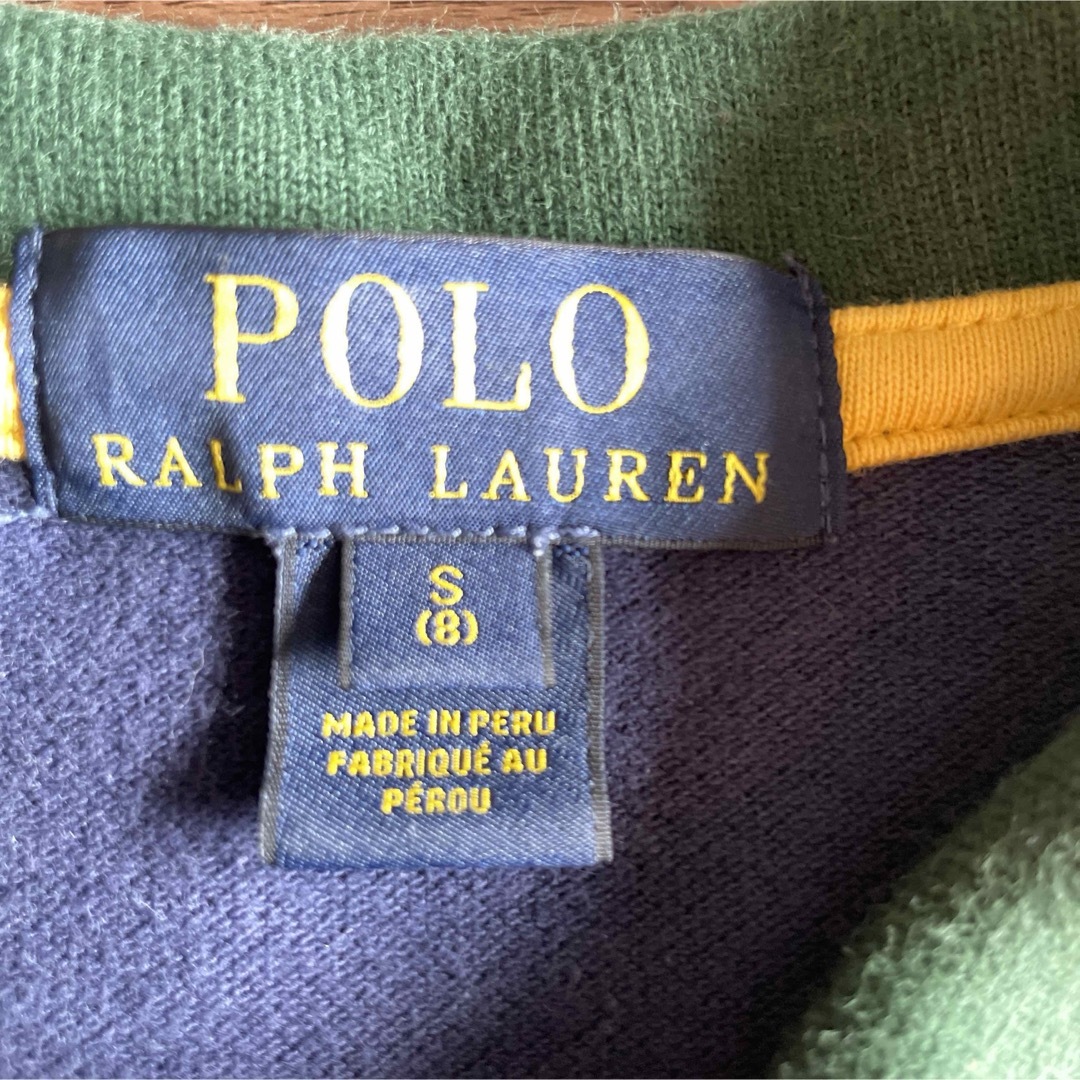 POLO
RALPH LAUREN
S
(8)
MADE IN PERU
FABRIQUÉ AU
PÉROU